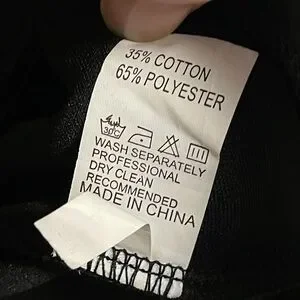 35% COTTON
65% POLYESTER
30°C
WASH SEPARATELY
PROFESSIONAL
DRY CLEAN
RECOMMENDED
MADE IN CHINA